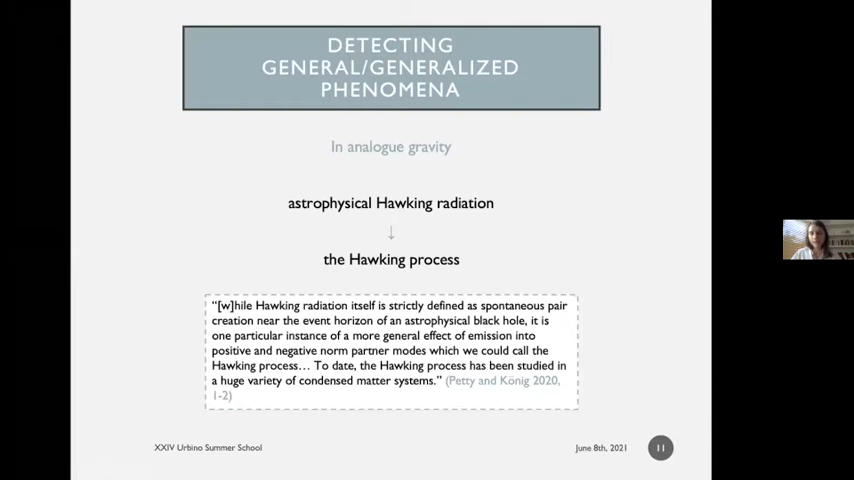 DETECTING
GENERAL/GENERALIZED
PHENOMENA
In analogue gravity
astrophysical Hawking radiation
↓
the Hawking process
“[w]hile Hawking radiation itself is strictly defined as spontaneous pair
creation near the event horizon of an astrophysical black hole, it is
one particular instance of a more general effect of emission into
positive and negative norm partner modes which we could call the
Hawking process… To date, the Hawking process has been studied in
a huge variety of condensed matter systems.” (Petty and König 2020,
1-2)
XXIV Urbino Summer School
June 8th, 2021
11